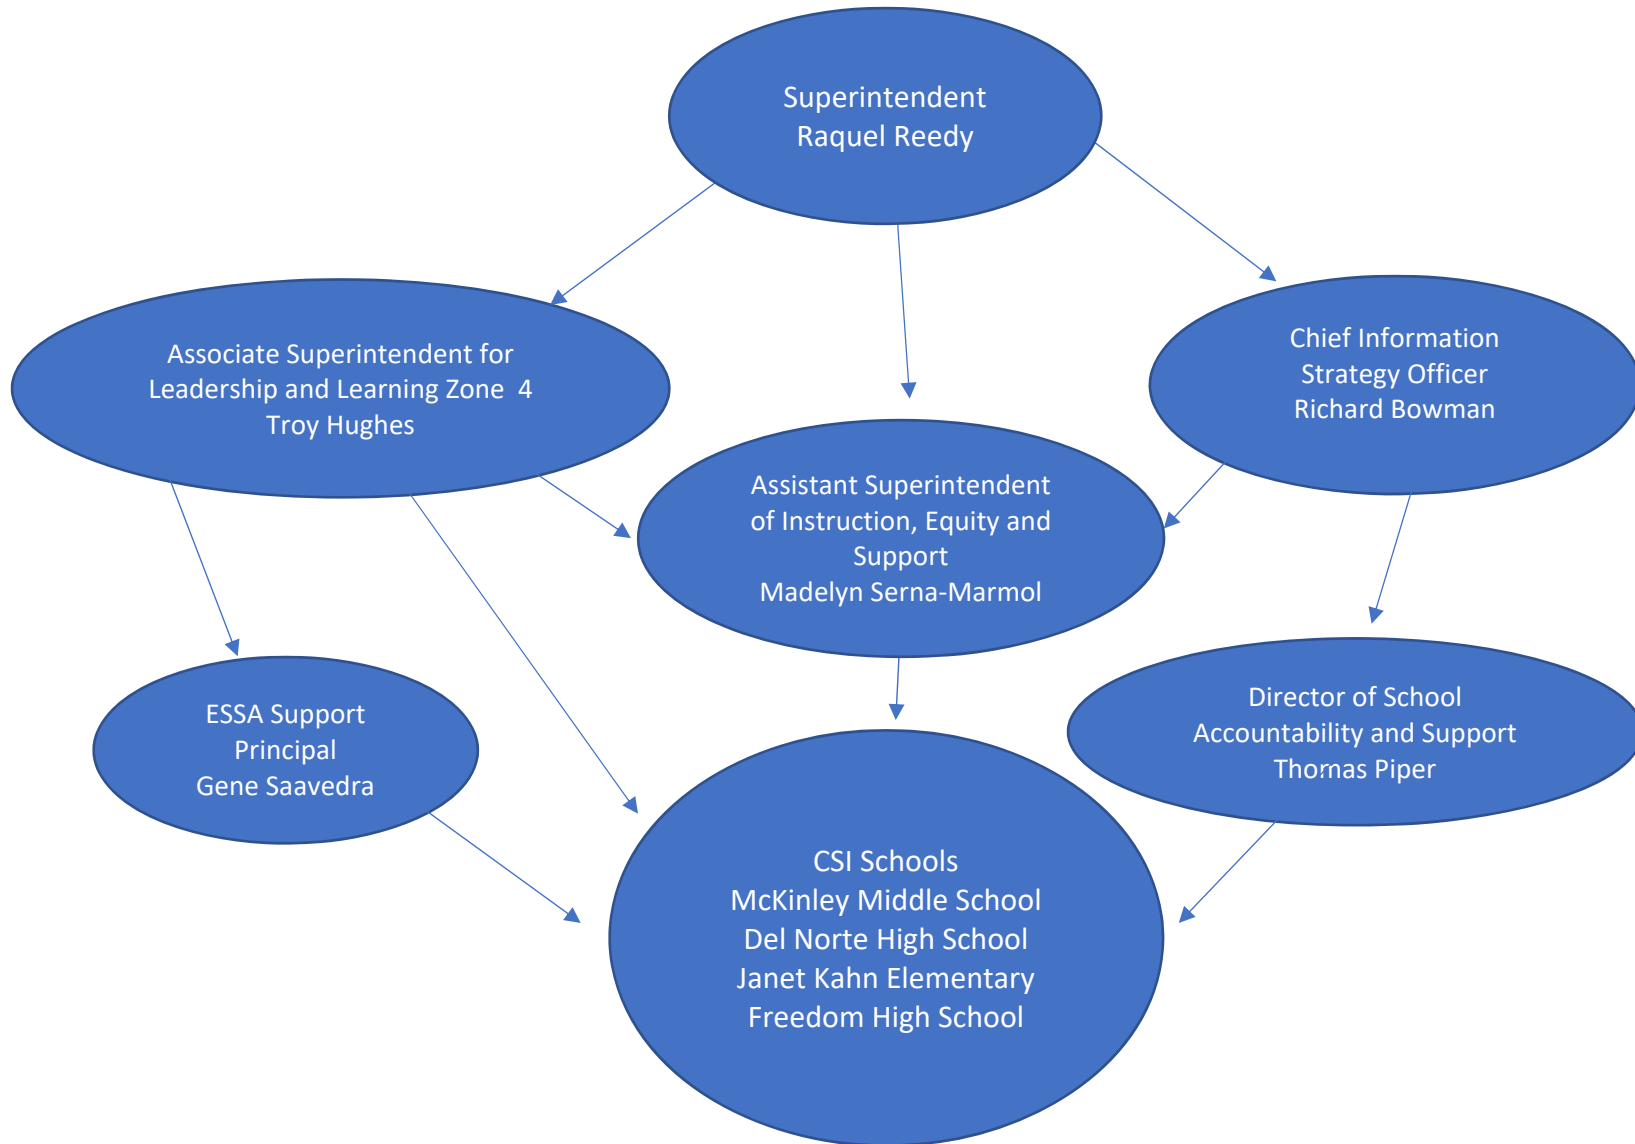 Superintendent
Raquel Reedy
Associate Superintendent for
Leadership and Learning Zone  4
Troy Hughes
Chief Information
Strategy Officer
Richard Bowman
Assistant Superintendent
of Instruction, Equity and
Support
Madelyn Serna-Marmol
ESSA Support
Principal
Gene Saavedra
Director of School
Accountability and Support
Thomas Piper
CSI Schools
McKinley Middle School
Del Norte High School
Janet Kahn Elementary
Freedom High School